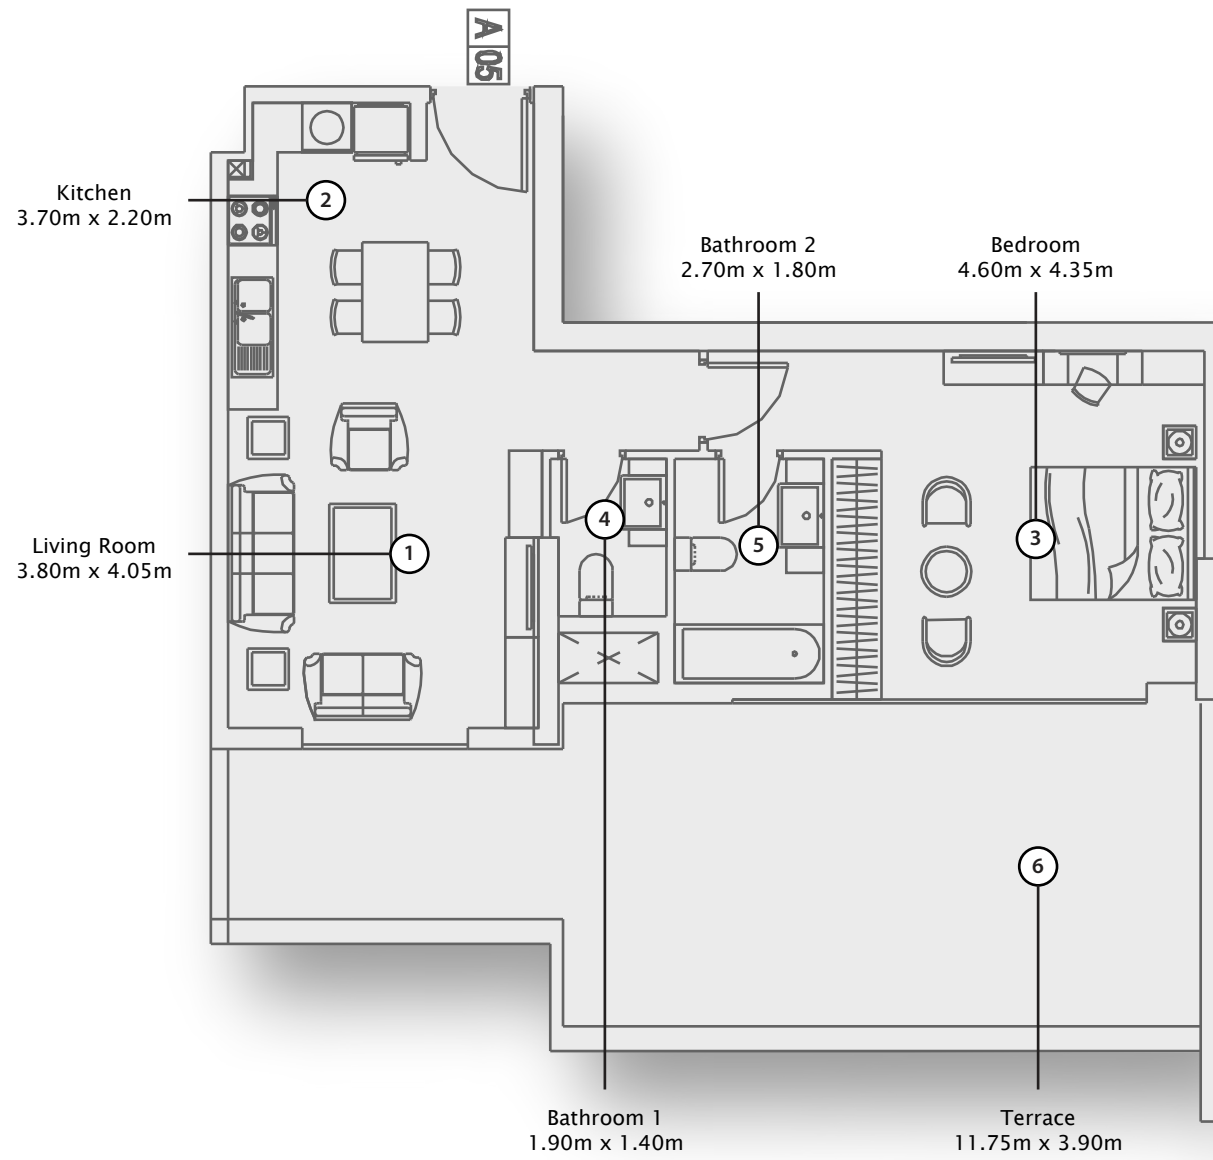 A 05
Kitchen
3.70m x 2.20m
2
Bathroom 2
2.70m x 1.80m
Bedroom
4.60m x 4.35m
Living Room
3.80m x 4.05m
1
4
5
3
6
Bathroom 1
1.90m x 1.40m
Terrace
11.75m x 3.90m